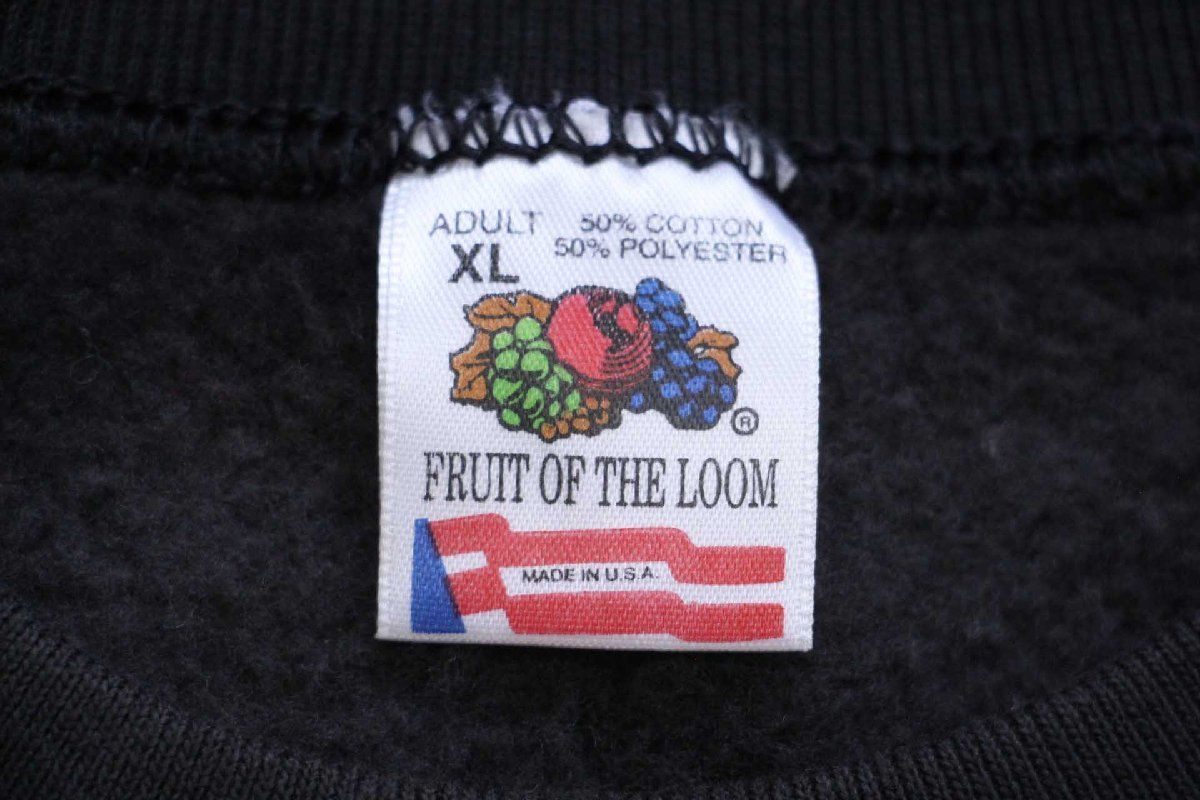 ADULT
XL
50% COTTON
50% POLYESTER
®
FRUIT OF THE LOOM
MADE IN U.S.A.